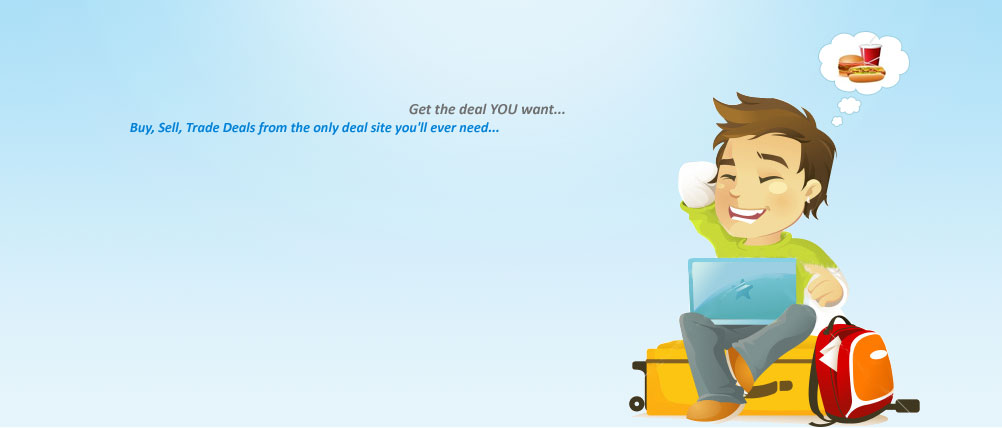 Get the deal YOU want...
Buy, Sell, Trade Deals from the only deal site you'll ever need...